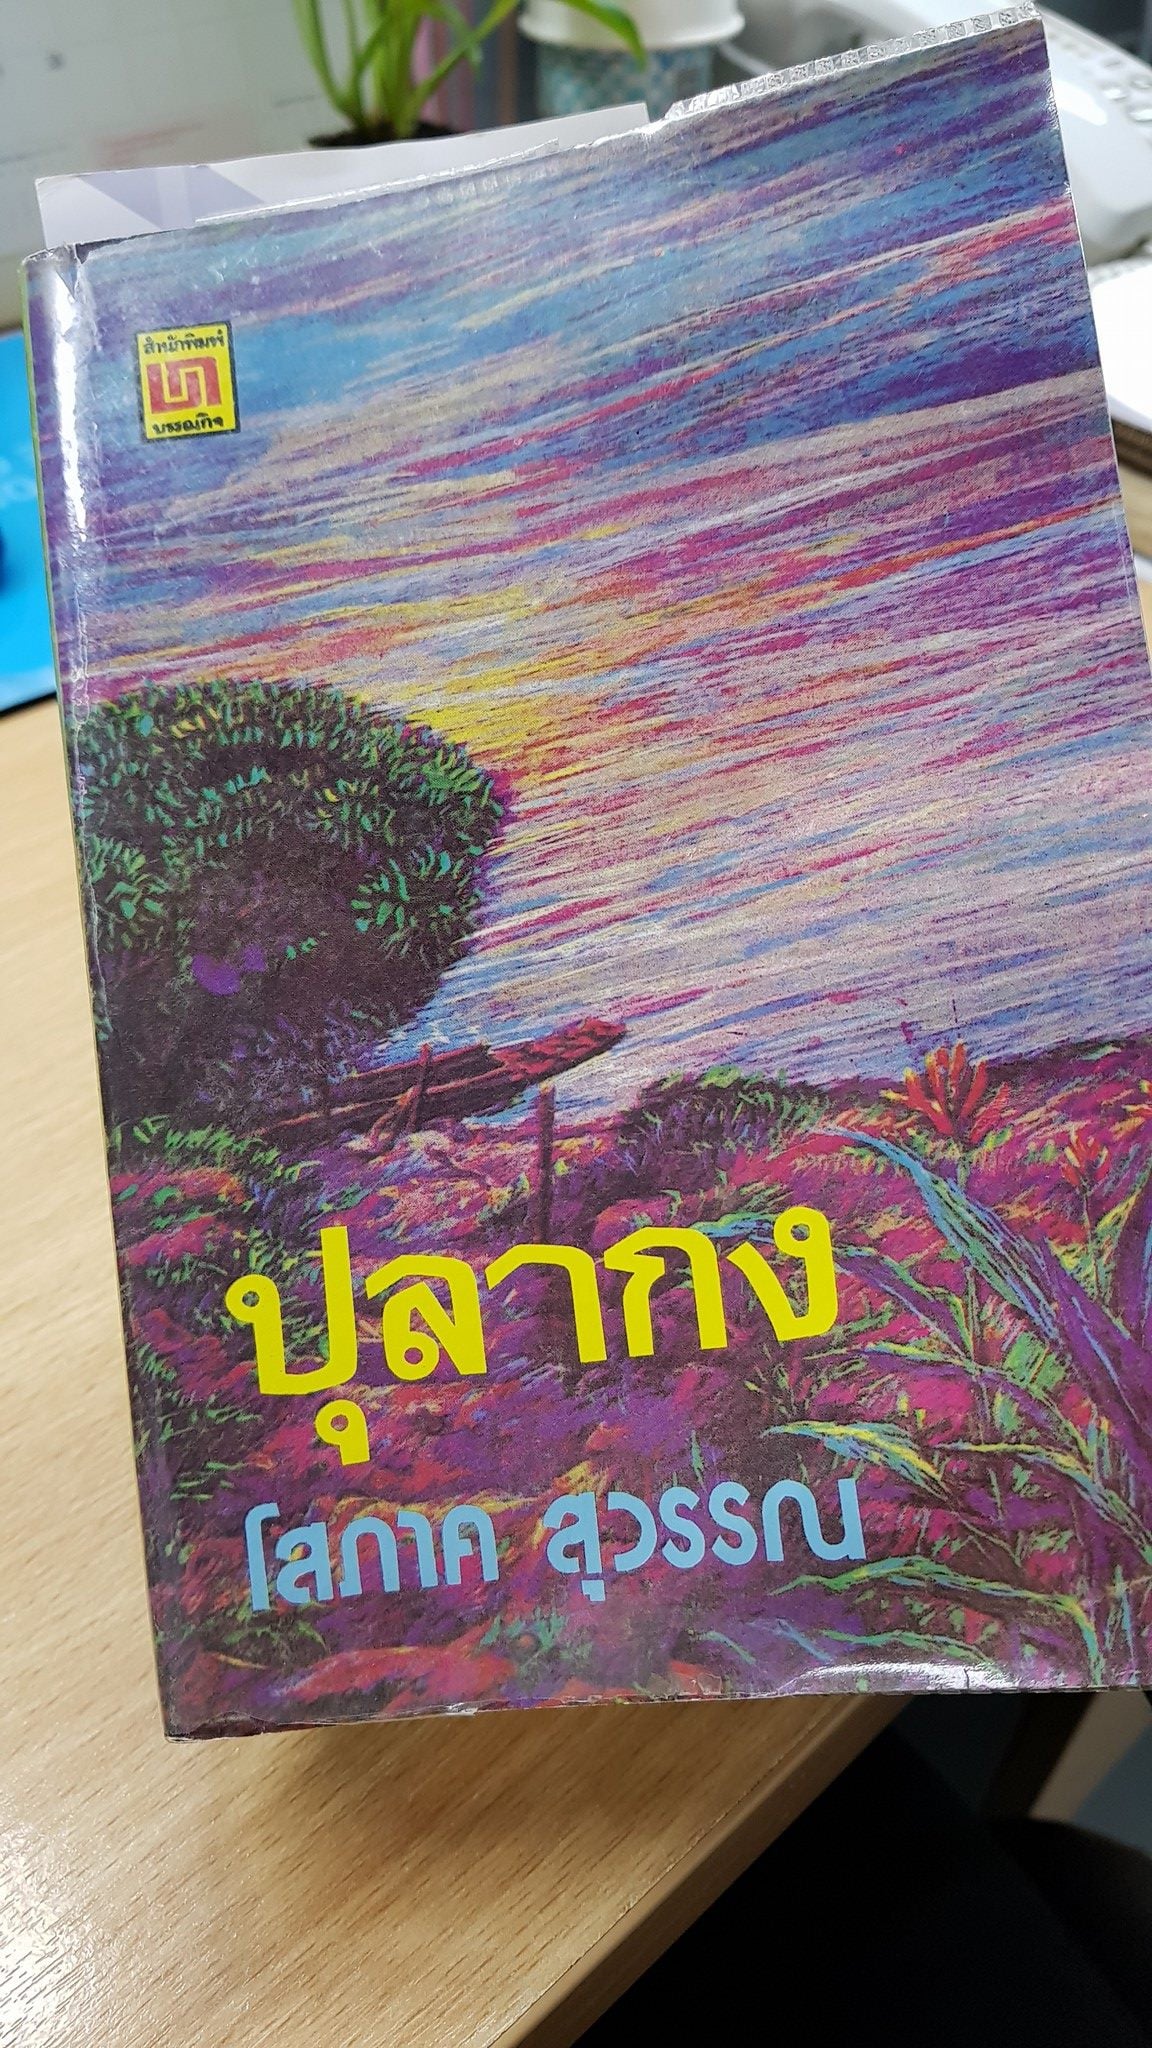 สำนักพิมพ์
บรรณกิจ
ปุลากง
โสภาค สุวรรณ